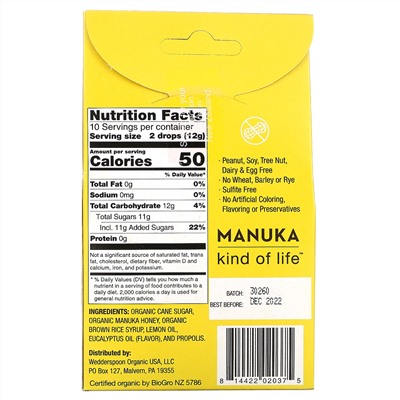 Nutrition Facts
10 Servings per container
Serving size 2 drops (12g)
Amount per serving
Calories 50
% Daily Value*
Total Fat 0g 0%
Sodium 0mg 0%
Total Carbohydrate 12g 4%
Total Sugars 11g
Incl. 11g Added Sugars 22%
Protein 0g
Not a significant source of saturated fat, trans
fat, cholesterol, dietary fiber, vitamin D and
calcium, iron, and potassium.
* % Daily Values (DV) tells you how much a
nutrient in a serving of food contributes to a
daily diet. 2,000 calories a day is used for
general nutrition advice.
INGREDIENTS: ORGANIC CANE SUGAR,
ORGANIC MANUKA HONEY, ORGANIC
BROWN RICE SYRUP, LEMON OIL,
EUCALYPTUS OIL (FLAVOR), AND PROPOLIS.
Distributed by:
Wedderspoon Organic USA, LLC
PO Box 127, Malvern, PA 19355
Certified organic by BioGro NZ 5786
• Peanut, Soy, Tree Nut,
Dairy & Egg Free
• No Wheat, Barley or Rye
• Sulfite Free
• No Artificial Coloring,
Flavoring or Preservatives
MANUKA
kind of life™
BATCH: 30260
BEST BEFORE: DEC 2022
8 14422 02037 5